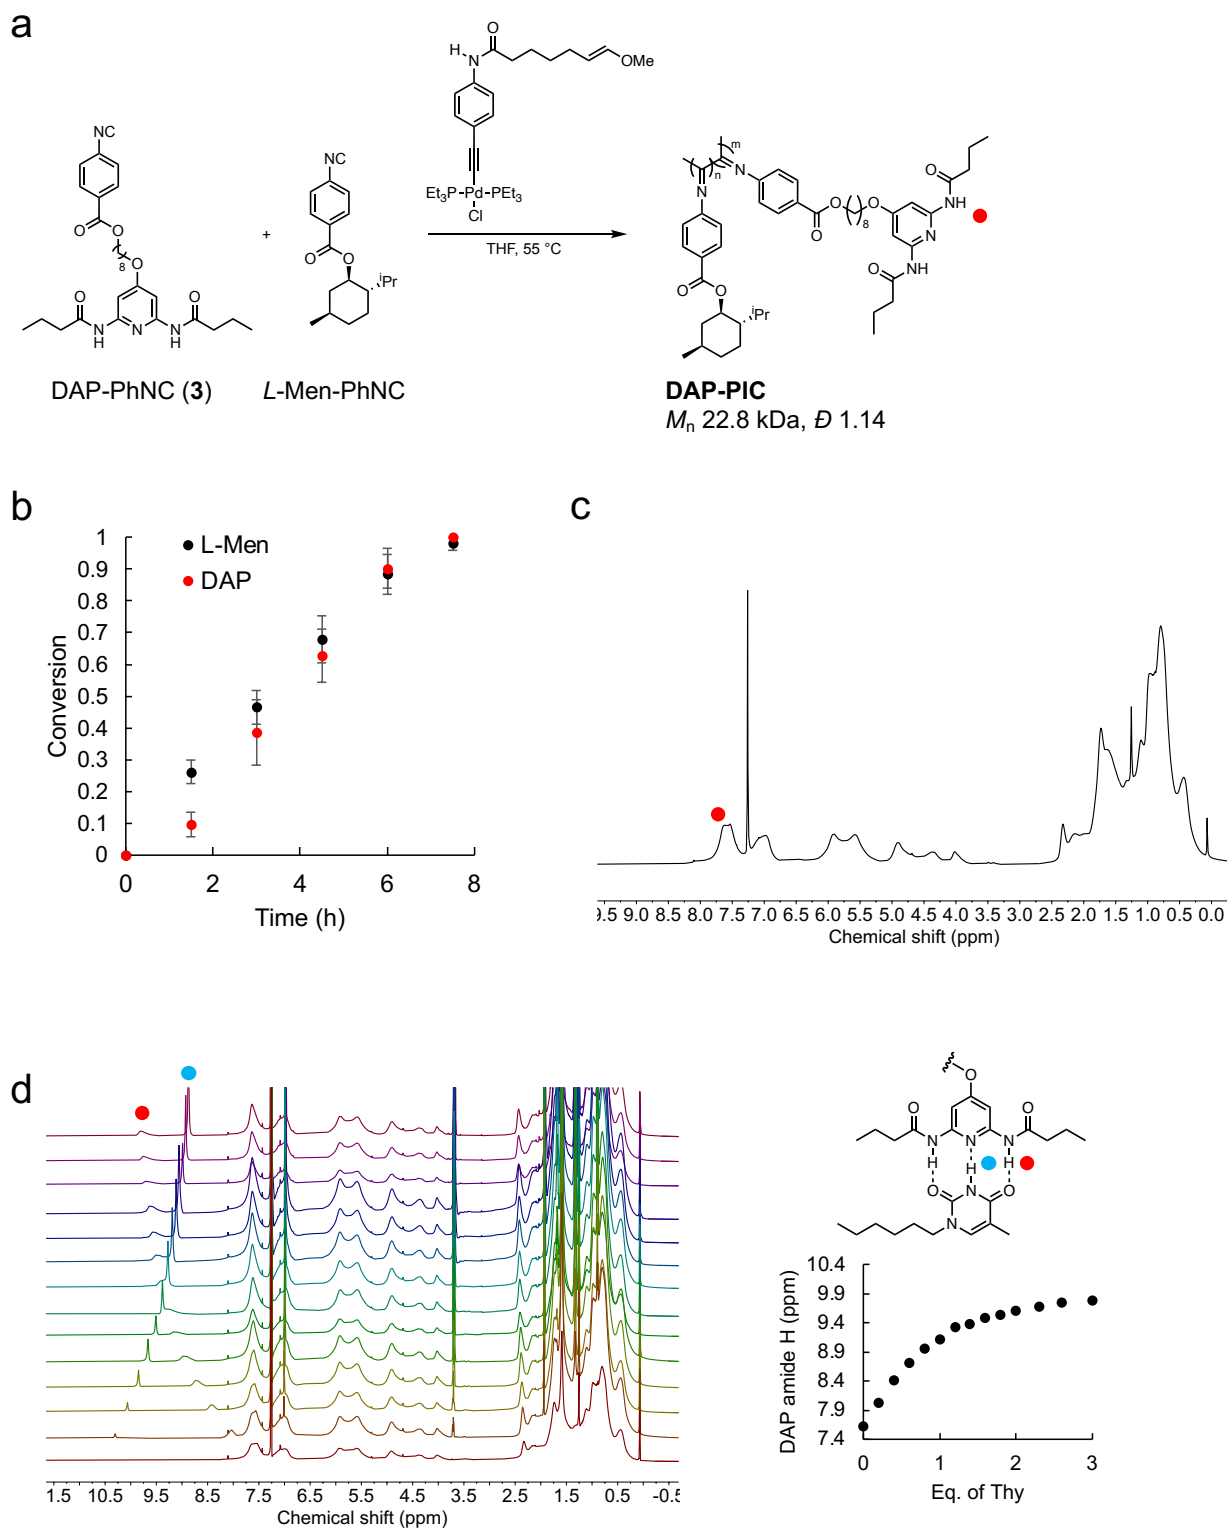 a
O
H
N
OMe
NC
Et₃P-Pd-PEt₃
Cl
NC
O
O
8
O
O
O
N
H
N
N
H
+
O
O
ⁱPr
THF, 55 °C
m
n
N
N
O
O
8
O
O
NH
N
NH
O
O
O
ⁱPr
DAP-PhNC (3)
L-Men-PhNC
DAP-PIC
Mn 22.8 kDa, Đ 1.14
b
L-Men
DAP
1
0.9
0.8
0.7
0.6
0.5
0.4
0.3
0.2
0.1
0
Conversion
0 2 4 6 8
Time (h)
c
9.5 9.0 8.5 8.0 7.5 7.0 6.5 6.0 5.5 5.0 4.5 4.0 3.5 3.0 2.5 2.0 1.5 1.0 0.5 0.0
Chemical shift (ppm)
d
1.5 10.5 9.5 8.5 7.5 6.5 5.5 4.5 3.5 2.5 1.5 0.5 -0.5
Chemical shift (ppm)
O
O
O
N
N
N
H
H
H
O
N
O
N
10.4
9.9
9.4
8.9
8.4
7.9
7.4
DAP amide H (ppm)
0 1 2 3
Eq. of Thy